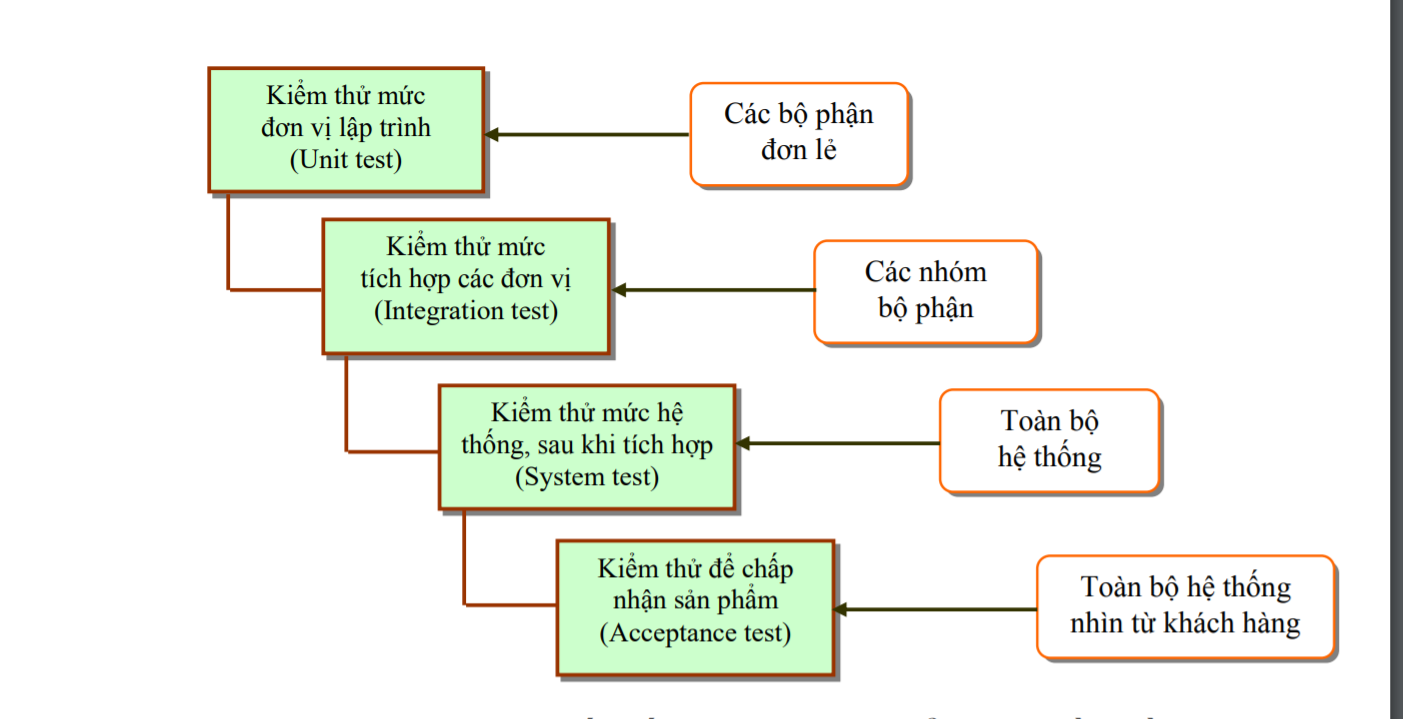 Kiểm thử mức
đơn vị lập trình
(Unit test)
Các bộ phận
đơn lẻ
Kiểm thử mức
tích hợp các đơn vị
(Integration test)
Các nhóm
bộ phận
Kiểm thử mức hệ
thống, sau khi tích hợp
(System test)
Toàn bộ
hệ thống
Kiểm thử để chấp
nhận sản phẩm
(Acceptance test)
Toàn bộ hệ thống
nhìn từ khách hàng